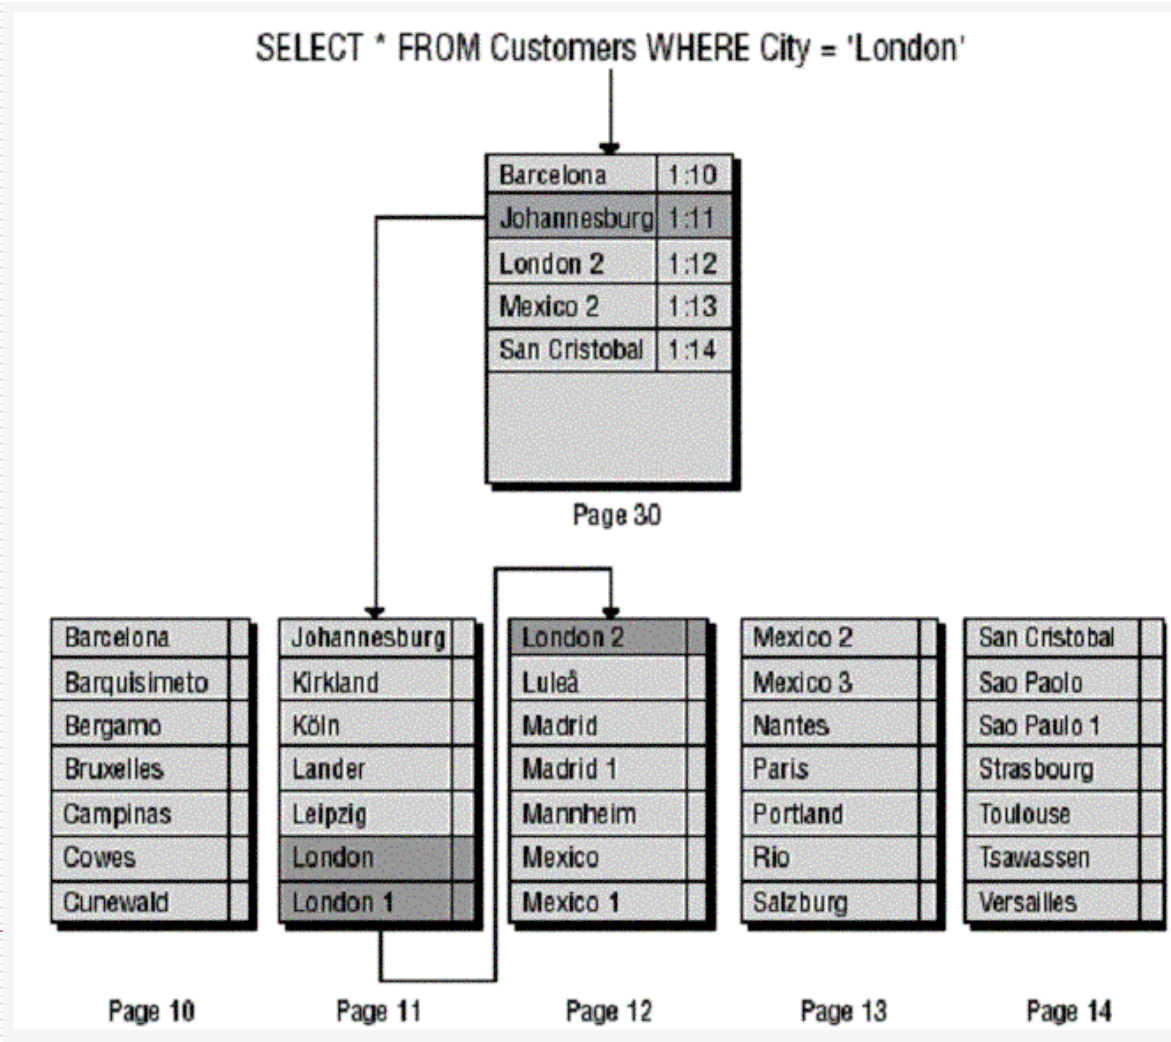 SELECT * FROM Customers WHERE City = 'London'
Barcelona 1:10
Johannesburg 1:11
London 2 1:12
Mexico 2 1:13
San Cristobal 1:14
Page 30
Barcelona
Barquisimeto
Bergamo
Bruxelles
Campinas
Cowes
Cunewald
Page 10
Johannesburg
Kirkland
Köln
Lander
Leipzig
London
London 1
Page 11
London 2
Luleå
Madrid
Madrid 1
Mannheim
Mexico
Mexico 1
Page 12
Mexico 2
Mexico 3
Nantes
Paris
Portland
Rio
Salzburg
Page 13
San Cristobal
Sao Paolo
Sao Paulo 1
Strasbourg
Toulouse
Tsawassen
Versailles
Page 14